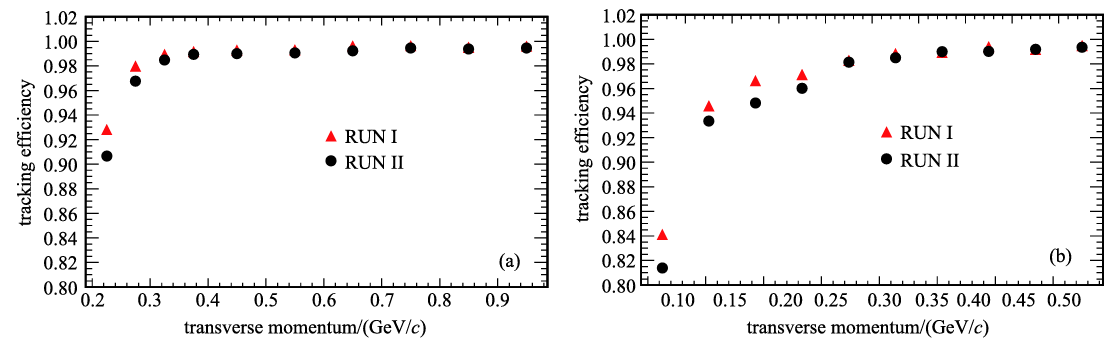 1.02
1.00
0.98
0.96
0.94
0.92
0.90
0.88
0.86
0.84
0.82
0.80
tracking efficiency
RUN I
RUN II
(a)
0.2 0.3 0.4 0.5 0.6 0.7 0.8 0.9
transverse momentum/(GeV/c)
1.02
1.00
0.98
0.96
0.94
0.92
0.90
0.88
0.86
0.84
0.82
0.80
tracking efficiency
RUN I
RUN II
(b)
0.10 0.15 0.20 0.25 0.30 0.35 0.40 0.45 0.50
transverse momentum/(GeV/c)